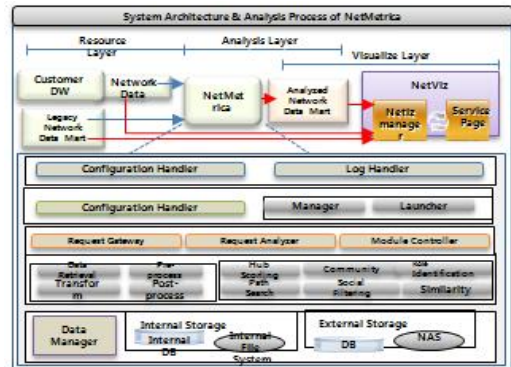 System Architecture & Analysis Process of NetMetrica
Resource
Layer
Analysis Layer
Visualize Layer
Customer
DW
Network
Data
NetMet
rica
Analyzed
Network
Data Mart
NetViz
Netiz
manage
r
Service
Page
Legacy
Network
Data Mart
Configuration Handler
Log Handler
Configuration Handler
Manager
Launcher
Request Gateway
Request Analyzer
Module Controller
Data
Retrieval
Pre-
process
Hub
Scoring
Community
Role
Identification
Transfor
m
Post-
process
Path
Search
Social
Filtering
Similarity
Data
Manager
Internal Storage
Internal
DB
Internal
File
System
External Storage
DB
NAS